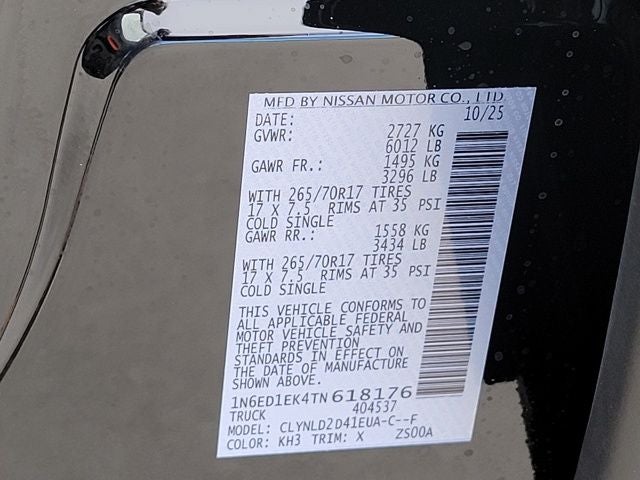 MFD BY NISSAN MOTOR CO., LTD
DATE: 10/25
GVWR: 2727 KG
6012 LB
GAWR FR.: 1495 KG
3296 LB
WITH 265/70R17 TIRES
17 X 7.5 RIMS AT 35 PSI
COLD SINGLE
GAWR RR.: 1558 KG
3434 LB
WITH 265/70R17 TIRES
17 X 7.5 RIMS AT 35 PSI
COLD SINGLE
THIS VEHICLE CONFORMS TO
ALL APPLICABLE FEDERAL
MOTOR VEHICLE SAFETY AND
THEFT PREVENTION
STANDARDS IN EFFECT ON
THE DATE OF MANUFACTURE
SHOWN ABOVE.
1N6ED1EK4TN618176
TRUCK 404537
MODEL: CLYNLD2D41EUA-C--F
COLOR: KH3 TRIM: X ZS00A